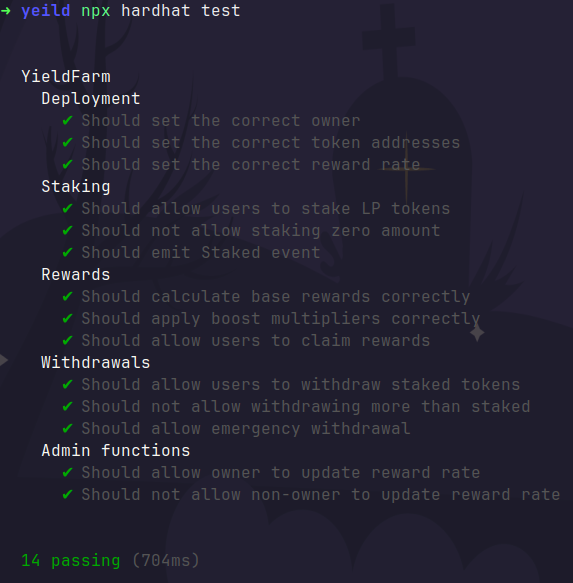 ➜ yeild npx hardhat test
YieldFarm
Deployment
✔ Should set the correct owner
✔ Should set the correct token addresses
✔ Should set the correct reward rate
Staking
✔ Should allow users to stake LP tokens
✔ Should not allow staking zero amount
✔ Should emit Staked event
Rewards
✔ Should calculate base rewards correctly
✔ Should apply boost multipliers correctly
✔ Should allow users to claim rewards
Withdrawals
✔ Should allow users to withdraw staked tokens
✔ Should not allow withdrawing more than staked
✔ Should allow emergency withdrawal
Admin functions
✔ Should allow owner to update reward rate
✔ Should not allow non-owner to update reward rate
14 passing (704ms)